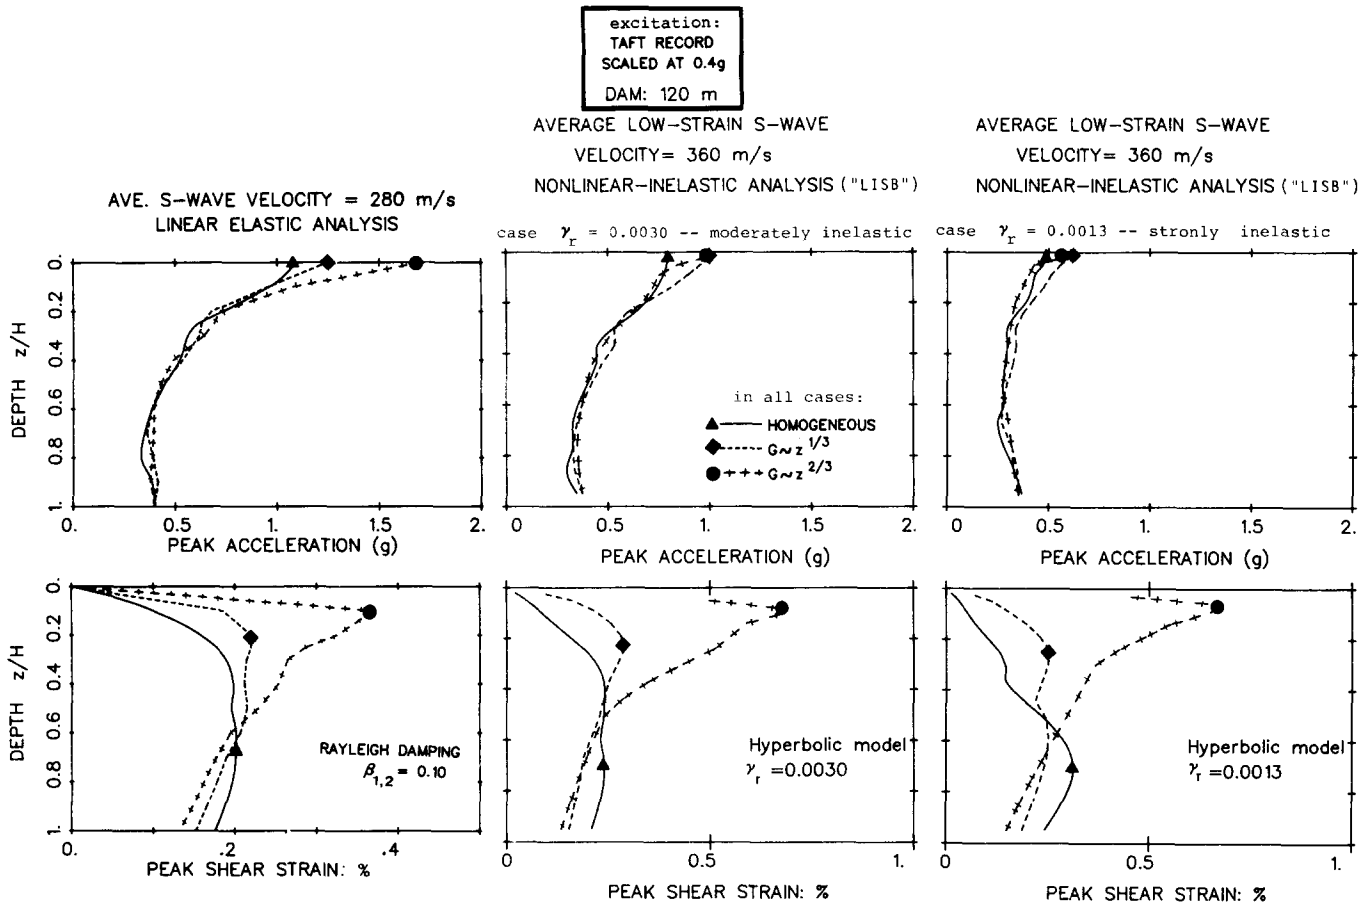 excitation:
TAFT RECORD
SCALED AT 0.4g
DAM: 120 m
AVE. S-WAVE VELOCITY = 280 m/s
LINEAR ELASTIC ANALYSIS
AVERAGE LOW-STRAIN S-WAVE
VELOCITY= 360 m/s
NONLINEAR-INELASTIC ANALYSIS ("LISB")
case γr = 0.0030 -- moderately inelastic
AVERAGE LOW-STRAIN S-WAVE
VELOCITY= 360 m/s
NONLINEAR-INELASTIC ANALYSIS ("LISB")
case γr = 0.0013 -- stronly inelastic
DEPTH z/H
0.
0.2
0.4
0.6
0.8
1.
0. 0.5 1. 1.5 2.
PEAK ACCELERATION (g)
in all cases:
HOMOGENEOUS
G~z 1/3
G~z 2/3
0 0.5 1. 2.
PEAK ACCELERATION (g)
0 0.5 1. 2.
PEAK ACCELERATION (g)
DEPTH z/H
0.
0.2
0.4
0.6
0.8
1.
RAYLEIGH DAMPING
β1,2 = 0.10
0. .2 .4
PEAK SHEAR STRAIN: %
Hyperbolic model
γr =0.0030
0 0.5 1.
PEAK SHEAR STRAIN: %
Hyperbolic model
γr =0.0013
0 0.5 1.
PEAK SHEAR STRAIN: %